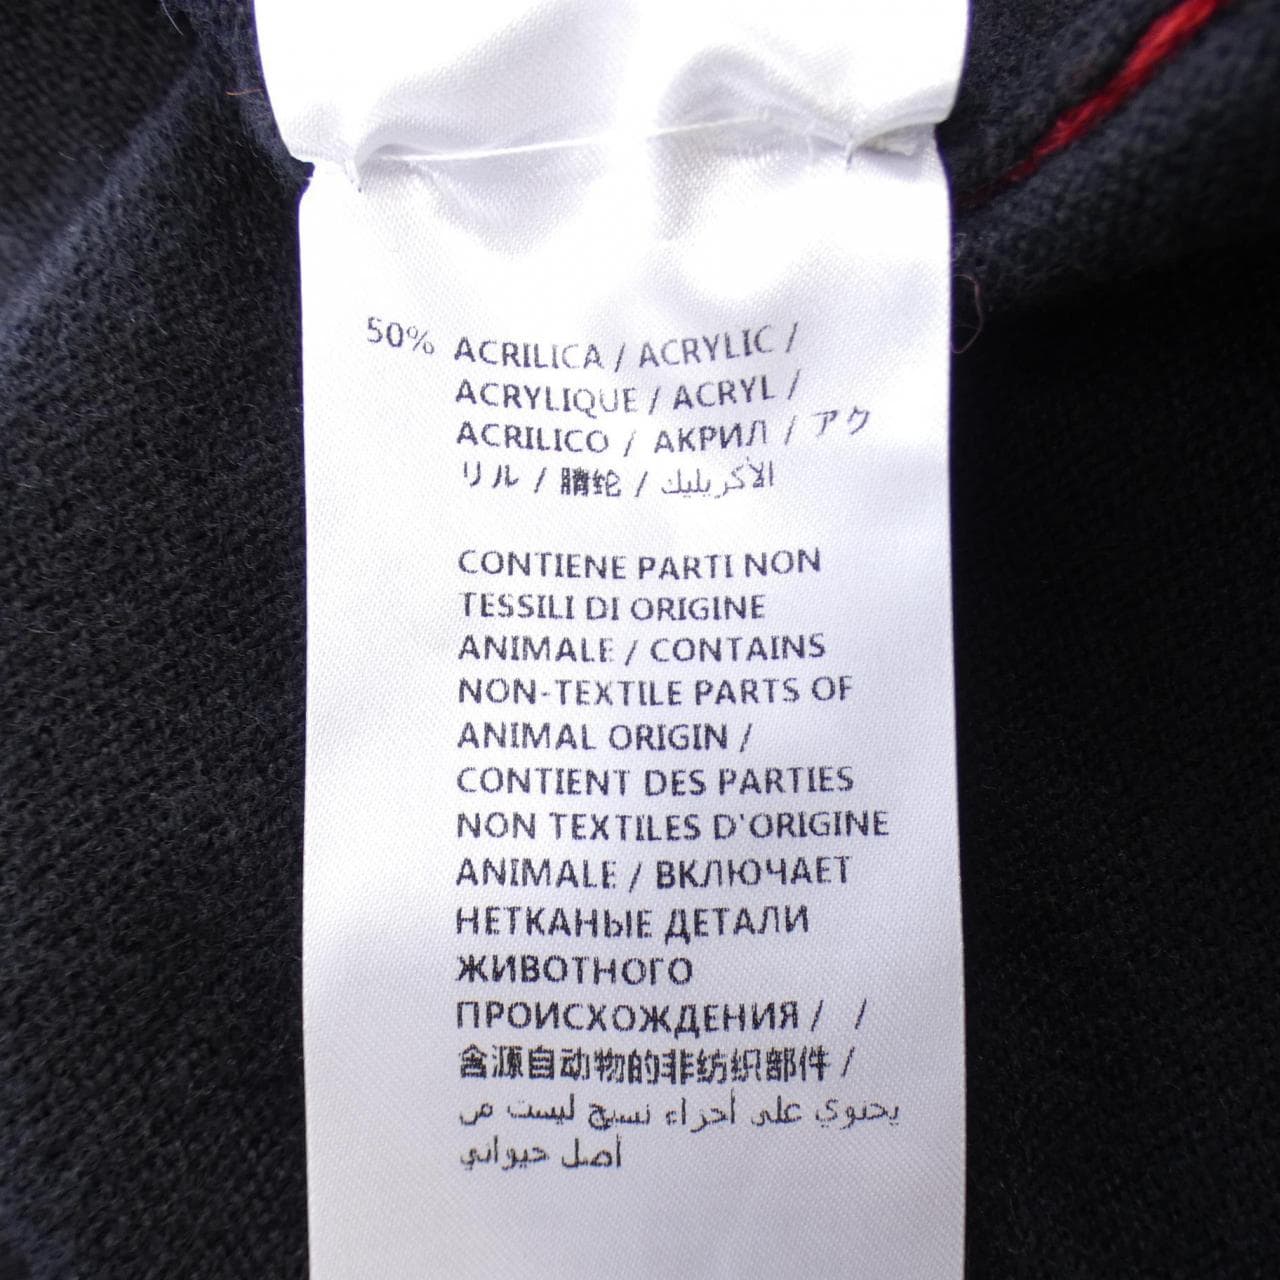 50% ACRILICA / ACRYLIC /
ACRYLIQUE / ACRYL /
ACRILICO / АКРИЛ / アク
リル / 腈纶 / الأكريليك
CONTIENE PARTI NON
TESSILI DI ORIGINE
ANIMALE / CONTAINS
NON-TEXTILE PARTS OF
ANIMAL ORIGIN /
CONTIENT DES PARTIES
NON TEXTILES D'ORIGINE
ANIMALE / ВКЛЮЧАЕТ
НЕТКАНЫЕ ДЕТАЛИ
ЖИВОТНОГО
ПРОИСХОЖДЕНИЯ / /
含源自动物的非纺织部件 /
يحتوي على أجزاء نسيج ليست من
أصل حيواني